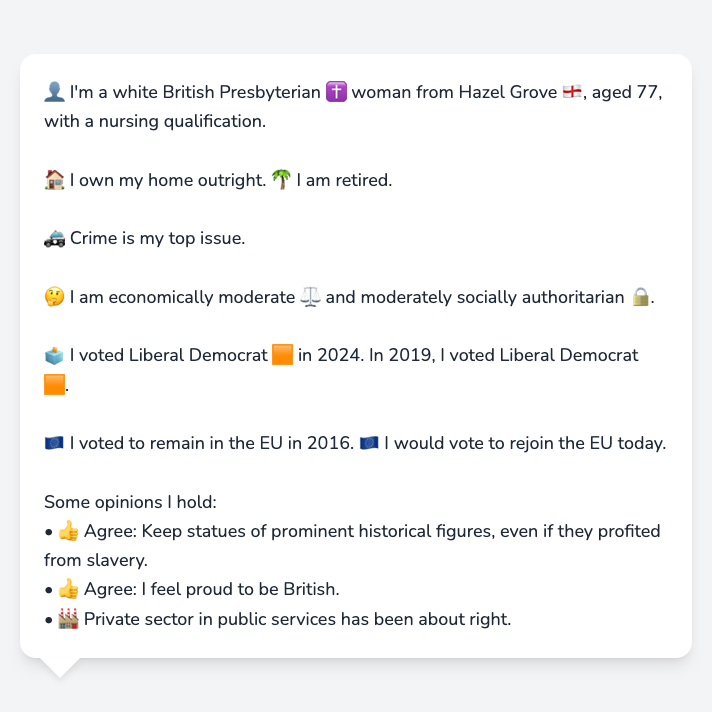 👤 I'm a white British Presbyterian ✝️ woman from Hazel Grove 🏴󠁧󠁢󠁥󠁮󠁧󠁿, aged 77,
with a nursing qualification.
🏠 I own my home outright. 🌴 I am retired.
🚓 Crime is my top issue.
🤔 I am economically moderate ⚖️ and moderately socially authoritarian 🔒.
🗳️ I voted Liberal Democrat 🟧 in 2024. In 2019, I voted Liberal Democrat
🟧.
🇪🇺 I voted to remain in the EU in 2016. 🇪🇺 I would vote to rejoin the EU today.
Some opinions I hold:
• 👍 Agree: Keep statues of prominent historical figures, even if they profited
from slavery.
• 👍 Agree: I feel proud to be British.
• 🏭 Private sector in public services has been about right.